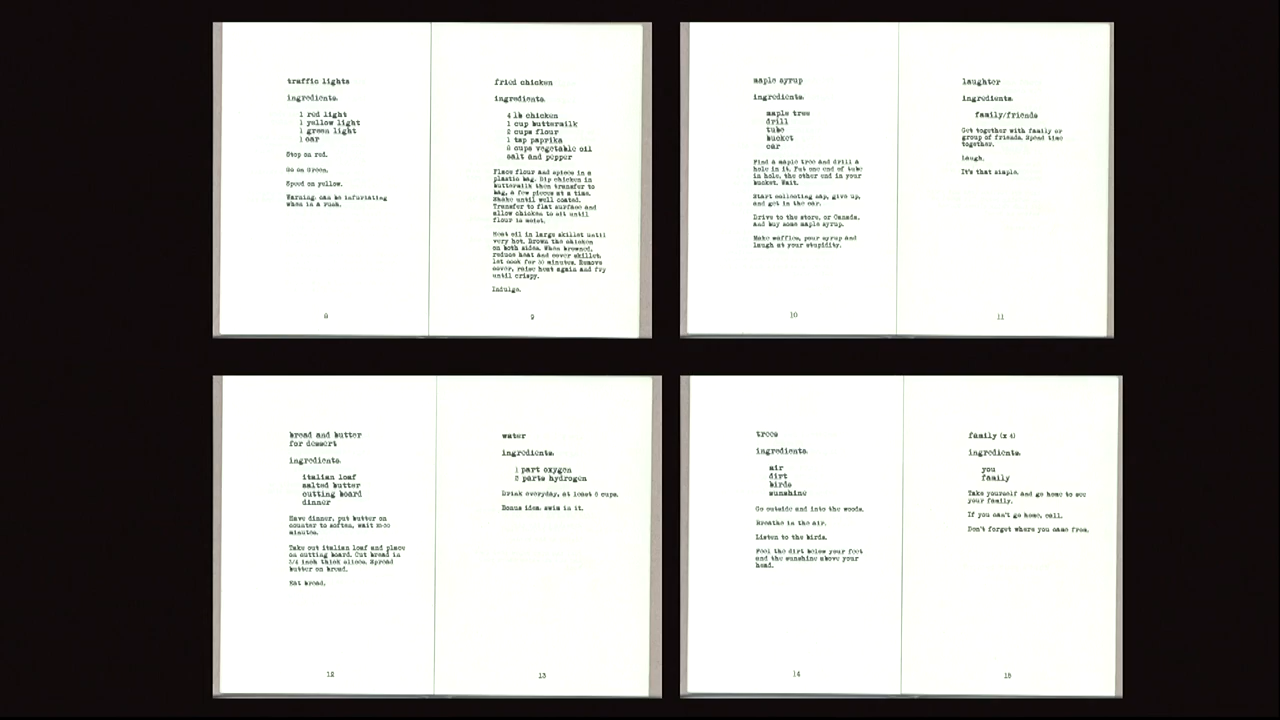 traffic lights
ingredients.
1 red light
1 yellow light
1 green light
1 car
Stop on red.
Go on Green.
Speed on yellow.
Warning: can be infuriating
when in a rush.
8
fried chicken
ingredients.
4 lb chicken
1 cup buttermilk
2 cups flour
1 tsp paprika
6 cups vegetable oil
salt and pepper
Place flour and spices in a
plastic bag. Dip chicken in
buttermilk then transfer to
bag, a few pieces at a time.
Shake until well coated.
Transfer to flat surface and
allow chicken to sit until
flour is moist.
Heat oil in large skillet until
very hot. Brown the chicken
on both sides. When browned,
reduce heat and cover skillet,
let cook for 30 minutes. Remove
cover, raise heat again and fry
until crispy.
Indulge.
9
maple syrup
ingredients.
maple tree
drill
tube
bucket
car
Find a maple tree and drill a
hole in it. Put one end of tube
in hole, the other end in your
bucket. Wait.
Start collecting sap, give up,
and get in the car.
Drive to the store, or Canada,
and buy some maple syrup.
Make waffles, pour syrup and
laugh at your stupidity.
10
laughter
ingredients.
family/friends
Get together with family or
group of friends. Spend time
together.
Laugh.
It's that simple.
11
bread and butter
for dessert
ingredients.
italian loaf
salted butter
cutting board
dinner
Have dinner, put butter on
counter to soften, wait
minutes.
Take out italian loaf and place
on cutting board. Cut bread in
3/4 inch thick slices. Spread
butter on bread.
Eat bread.
12
water
ingredients.
1 part oxygen
2 parts hydrogen
Drink everyday, at least 8 cups.
Bonus idea. swim in it.
13
trees
ingredients.
air
dirt
birds
sunshine
Go outside and into the woods.
Breathe in the air.
Listen to the birds.
Feel the dirt below your feet
and the sunshine above your
head.
14
family (x 4)
ingredients.
you
family
Take yourself and go home to see
your family.
If you can't go home, call.
Don't forget where you came from.
15